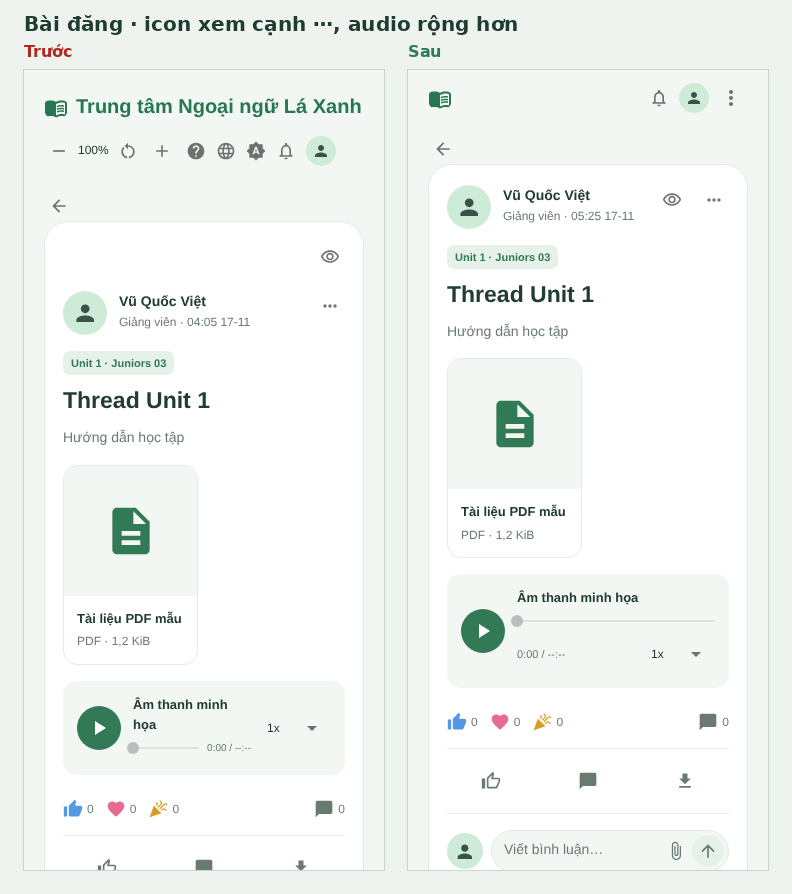 Bài đăng · icon xem cạnh ···, audio rộng hơn
Trước
Trung tâm Ngoại ngữ Lá Xanh
100%
A
Vũ Quốc Việt
Giảng viên · 04:05 17-11
Unit 1 · Juniors 03
Thread Unit 1
Hướng dẫn học tập
Tài liệu PDF mẫu
PDF · 1,2 KiB
Âm thanh minh
họa
1x
0:00 / --:--
0 0 0 0
Sau
Vũ Quốc Việt
Giảng viên · 05:25 17-11
Unit 1 · Juniors 03
Thread Unit 1
Hướng dẫn học tập
Tài liệu PDF mẫu
PDF · 1,2 KiB
Âm thanh minh họa
0:00 / --:-- 1x
0 0 0 0
Viết bình luận...